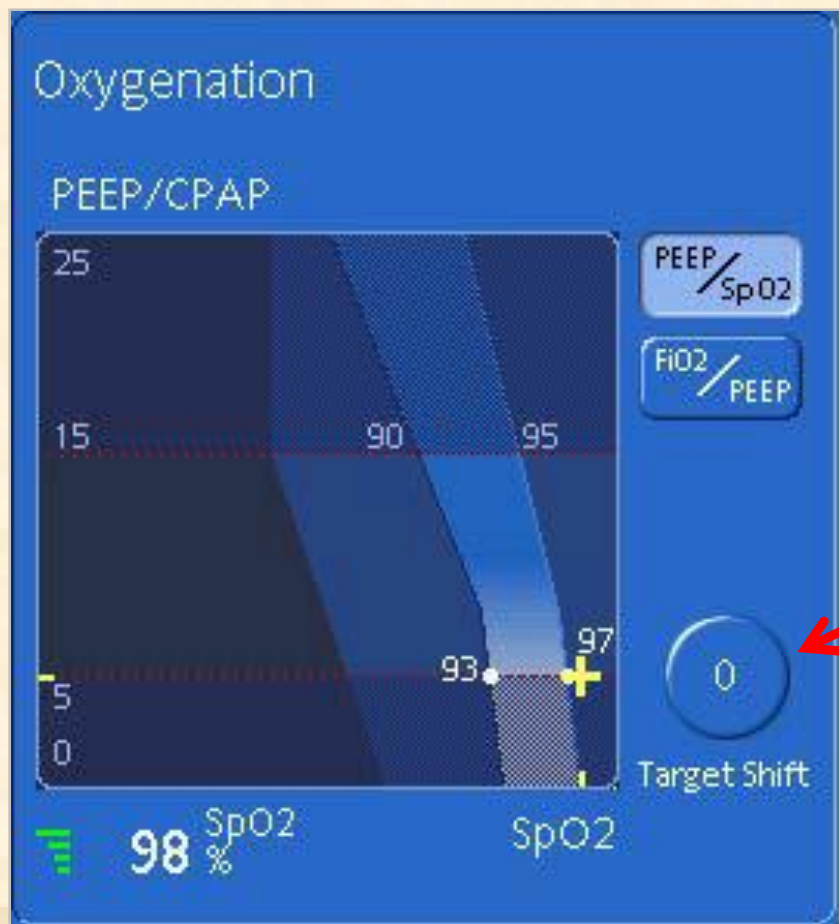 Oxygenation
PEEP/CPAP
25
PEEP/SpO2
FiO2/PEEP
15 90 95
97
93
5
0
0
Target Shift
98 SpO2 %
SpO2